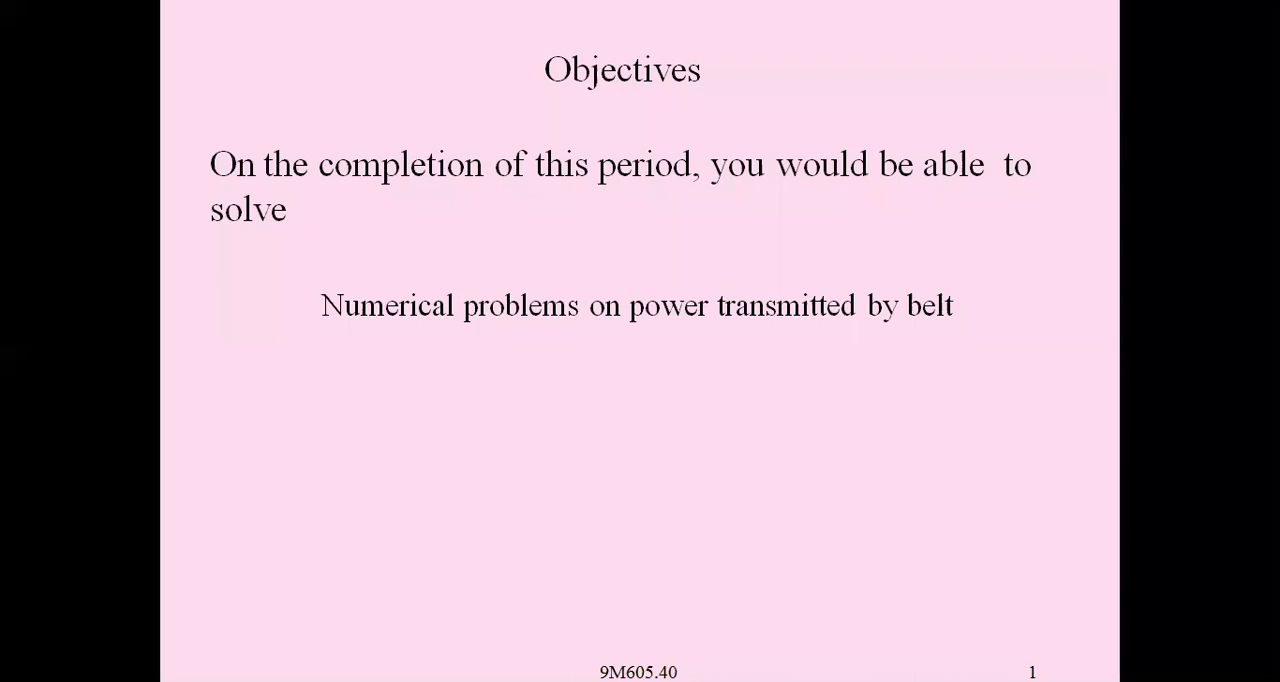 Objectives
On the completion of this period, you would be able to
solve
Numerical problems on power transmitted by belt
9M605.40 1